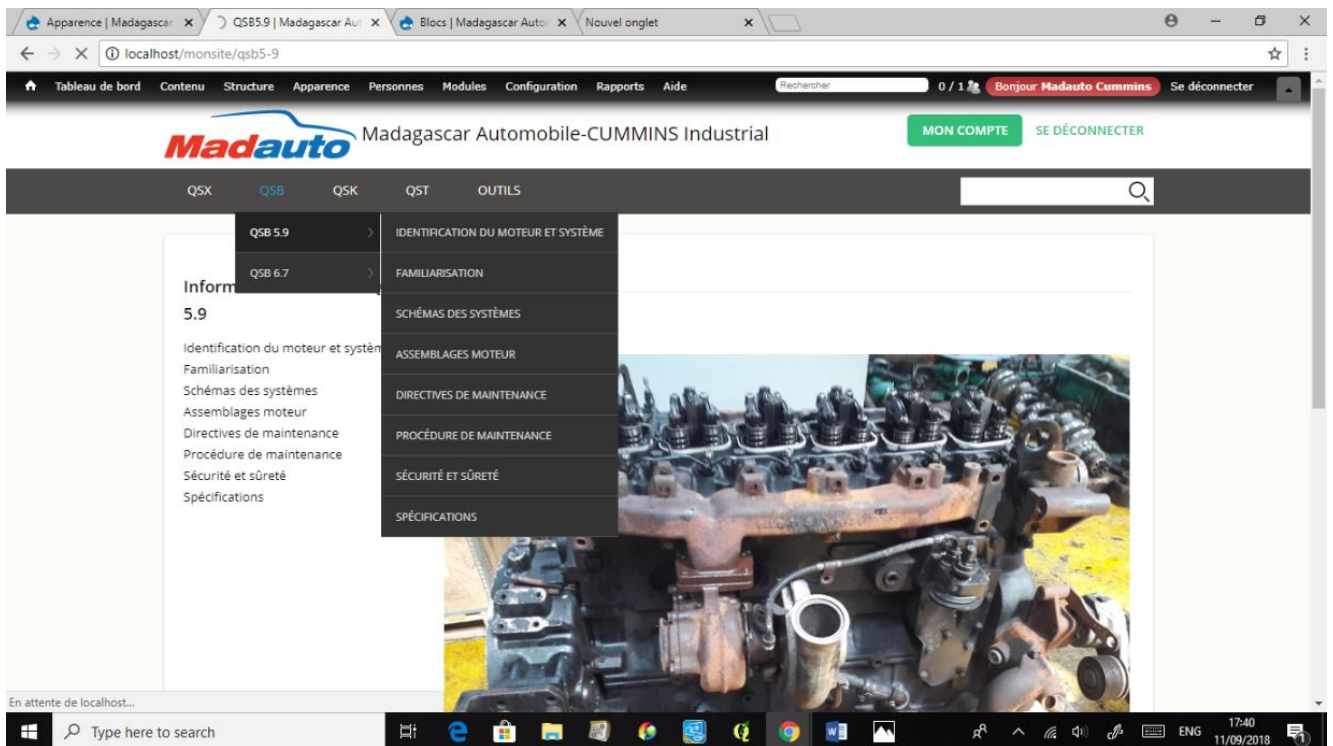 Apparence | Madagascar
QSB5.9 | Madagascar Aut
Blocs | Madagascar Auto
Nouvel onglet
localhost/monsite/qsb5-9
Tableau de bord Contenu Structure Apparence Personnes Modules Configuration Rapports Aide Rechercher 0 / 1 Bonjour Madauto Cummins Se déconnecter
Madauto Madagascar Automobile-CUMMINS Industrial MON COMPTE SE DÉCONNECTER
QSX QSB QSK QST OUTILS
QSB 5.9
QSB 6.7
IDENTIFICATION DU MOTEUR ET SYSTÈME
FAMILIARISATION
SCHÉMAS DES SYSTÈMES
ASSEMBLAGES MOTEUR
DIRECTIVES DE MAINTENANCE
PROCÉDURE DE MAINTENANCE
SÉCURITÉ ET SÛRETÉ
SPÉCIFICATIONS
Inform
5.9
Identification du moteur et systèm
Familiarisation
Schémas des systèmes
Assemblages moteur
Directives de maintenance
Procédure de maintenance
Sécurité et sûreté
Spécifications
En attente de localhost...
Type here to search
ENG
17:40
11/09/2018